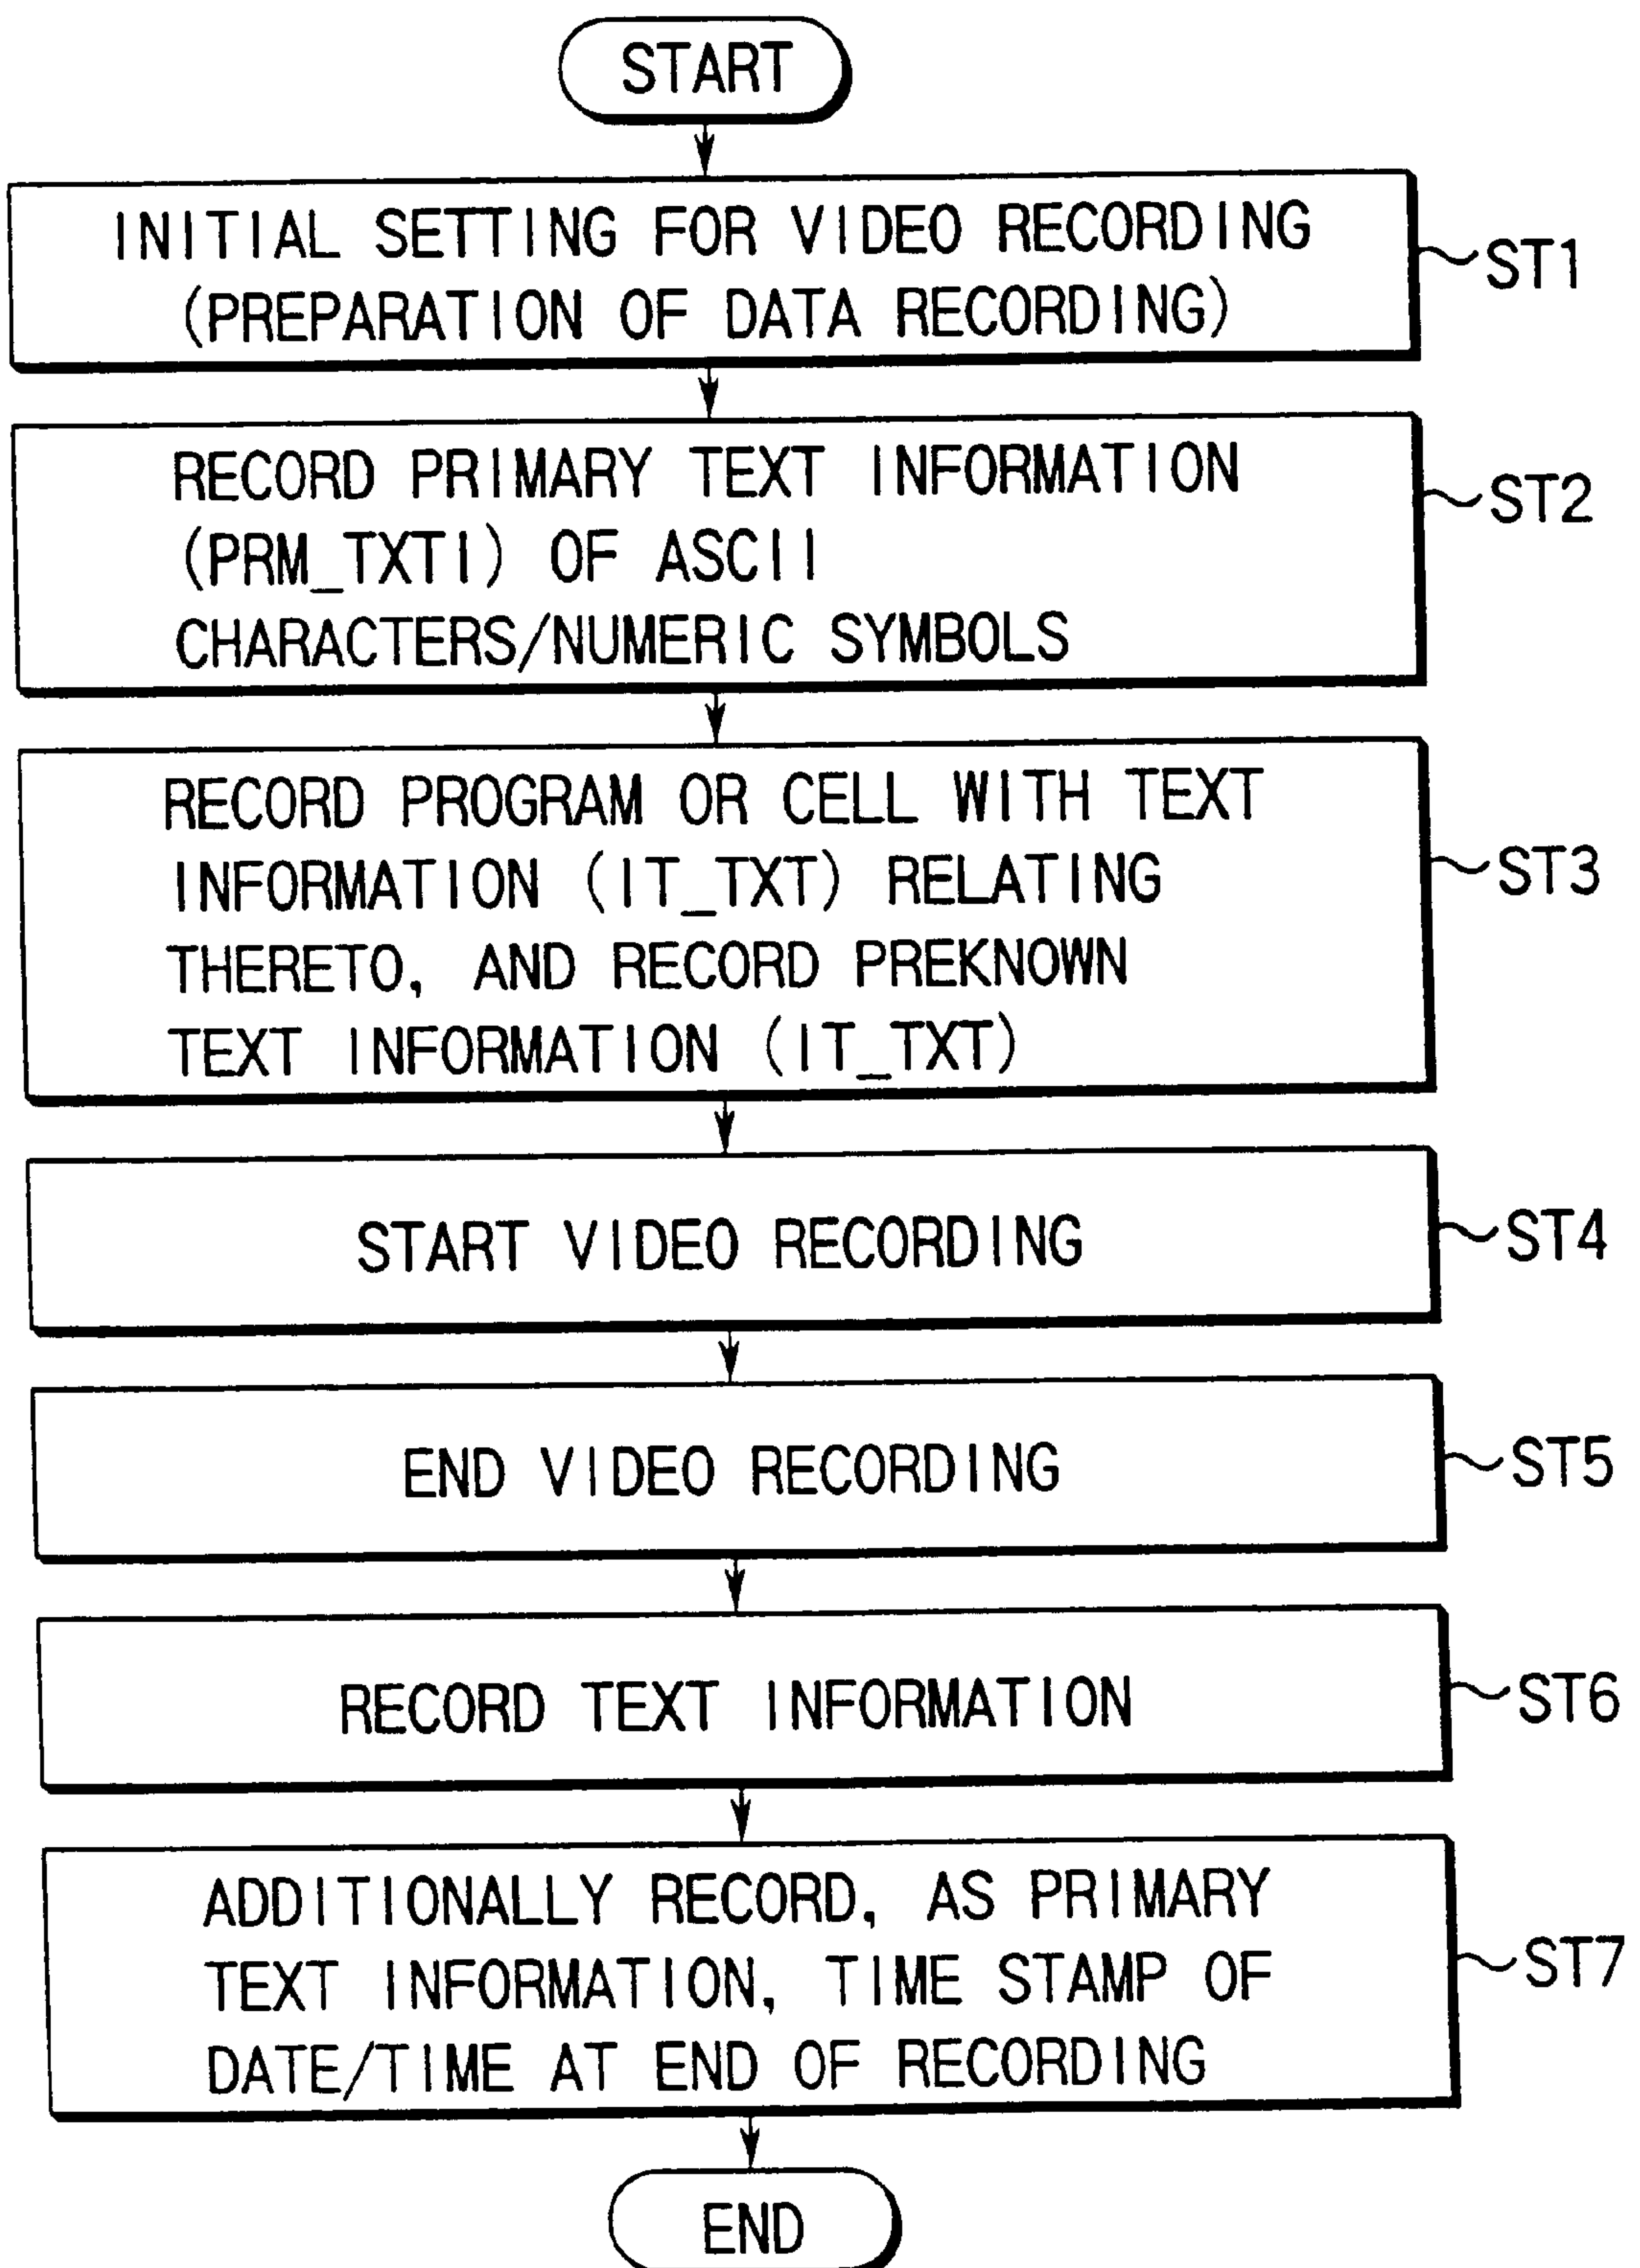 START
INITIAL SETTING FOR VIDEO RECORDING
(PREPARATION OF DATA RECORDING)
ST1
RECORD PRIMARY TEXT INFORMATION
(PRM_TXTI) OF ASCII
CHARACTERS/NUMERIC SYMBOLS
ST2
RECORD PROGRAM OR CELL WITH TEXT
INFORMATION (IT_TXT) RELATING
THERETO, AND RECORD PREKNOWN
TEXT INFORMATION (IT_TXT)
ST3
START VIDEO RECORDING
ST4
END VIDEO RECORDING
ST5
RECORD TEXT INFORMATION
ST6
ADDITIONALLY RECORD, AS PRIMARY
TEXT INFORMATION, TIME STAMP OF
DATE/TIME AT END OF RECORDING
ST7
END